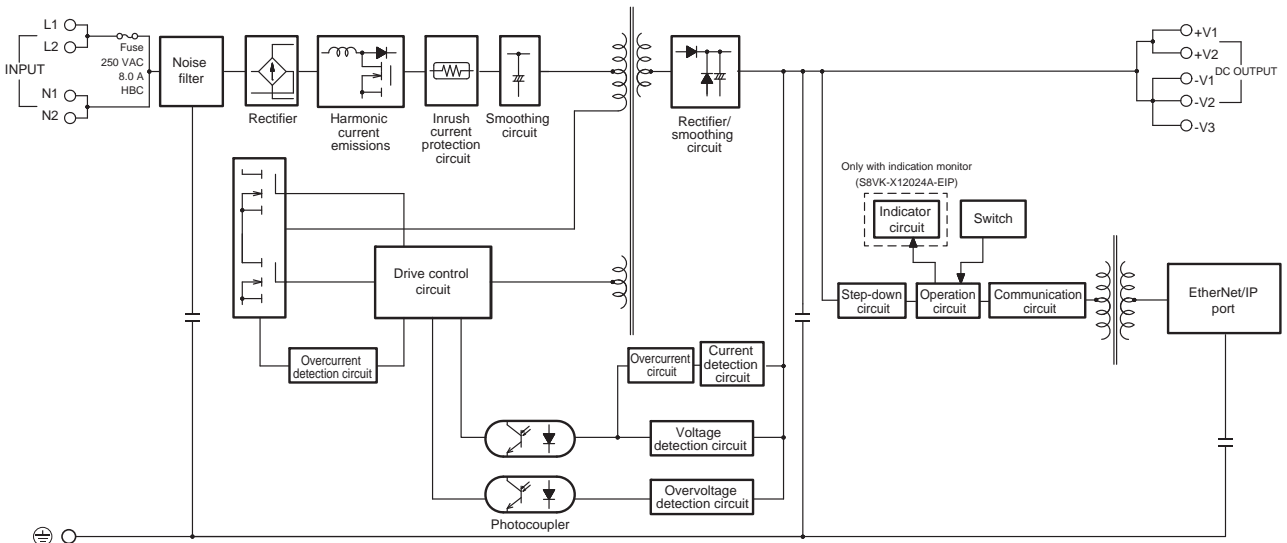 L1
L2
INPUT
N1
N2
Fuse
250 VAC
8.0 A
HBC
Noise
filter
Rectifier
Harmonic
current
emissions
Inrush
current
protection
circuit
Smoothing
circuit
Rectifier/
smoothing
circuit
+V1
+V2
DC OUTPUT
-V1
-V2
-V3
Only with indication monitor
(S8VK-X12024A-EIP)
Indicator
circuit
Switch
Drive control
circuit
Step-down
circuit
Operation
circuit
Communication
circuit
EtherNet/IP
port
Overcurrent
detection circuit
Overcurrent
circuit
Current
detection
circuit
Voltage
detection circuit
Overvoltage
detection circuit
Photocoupler